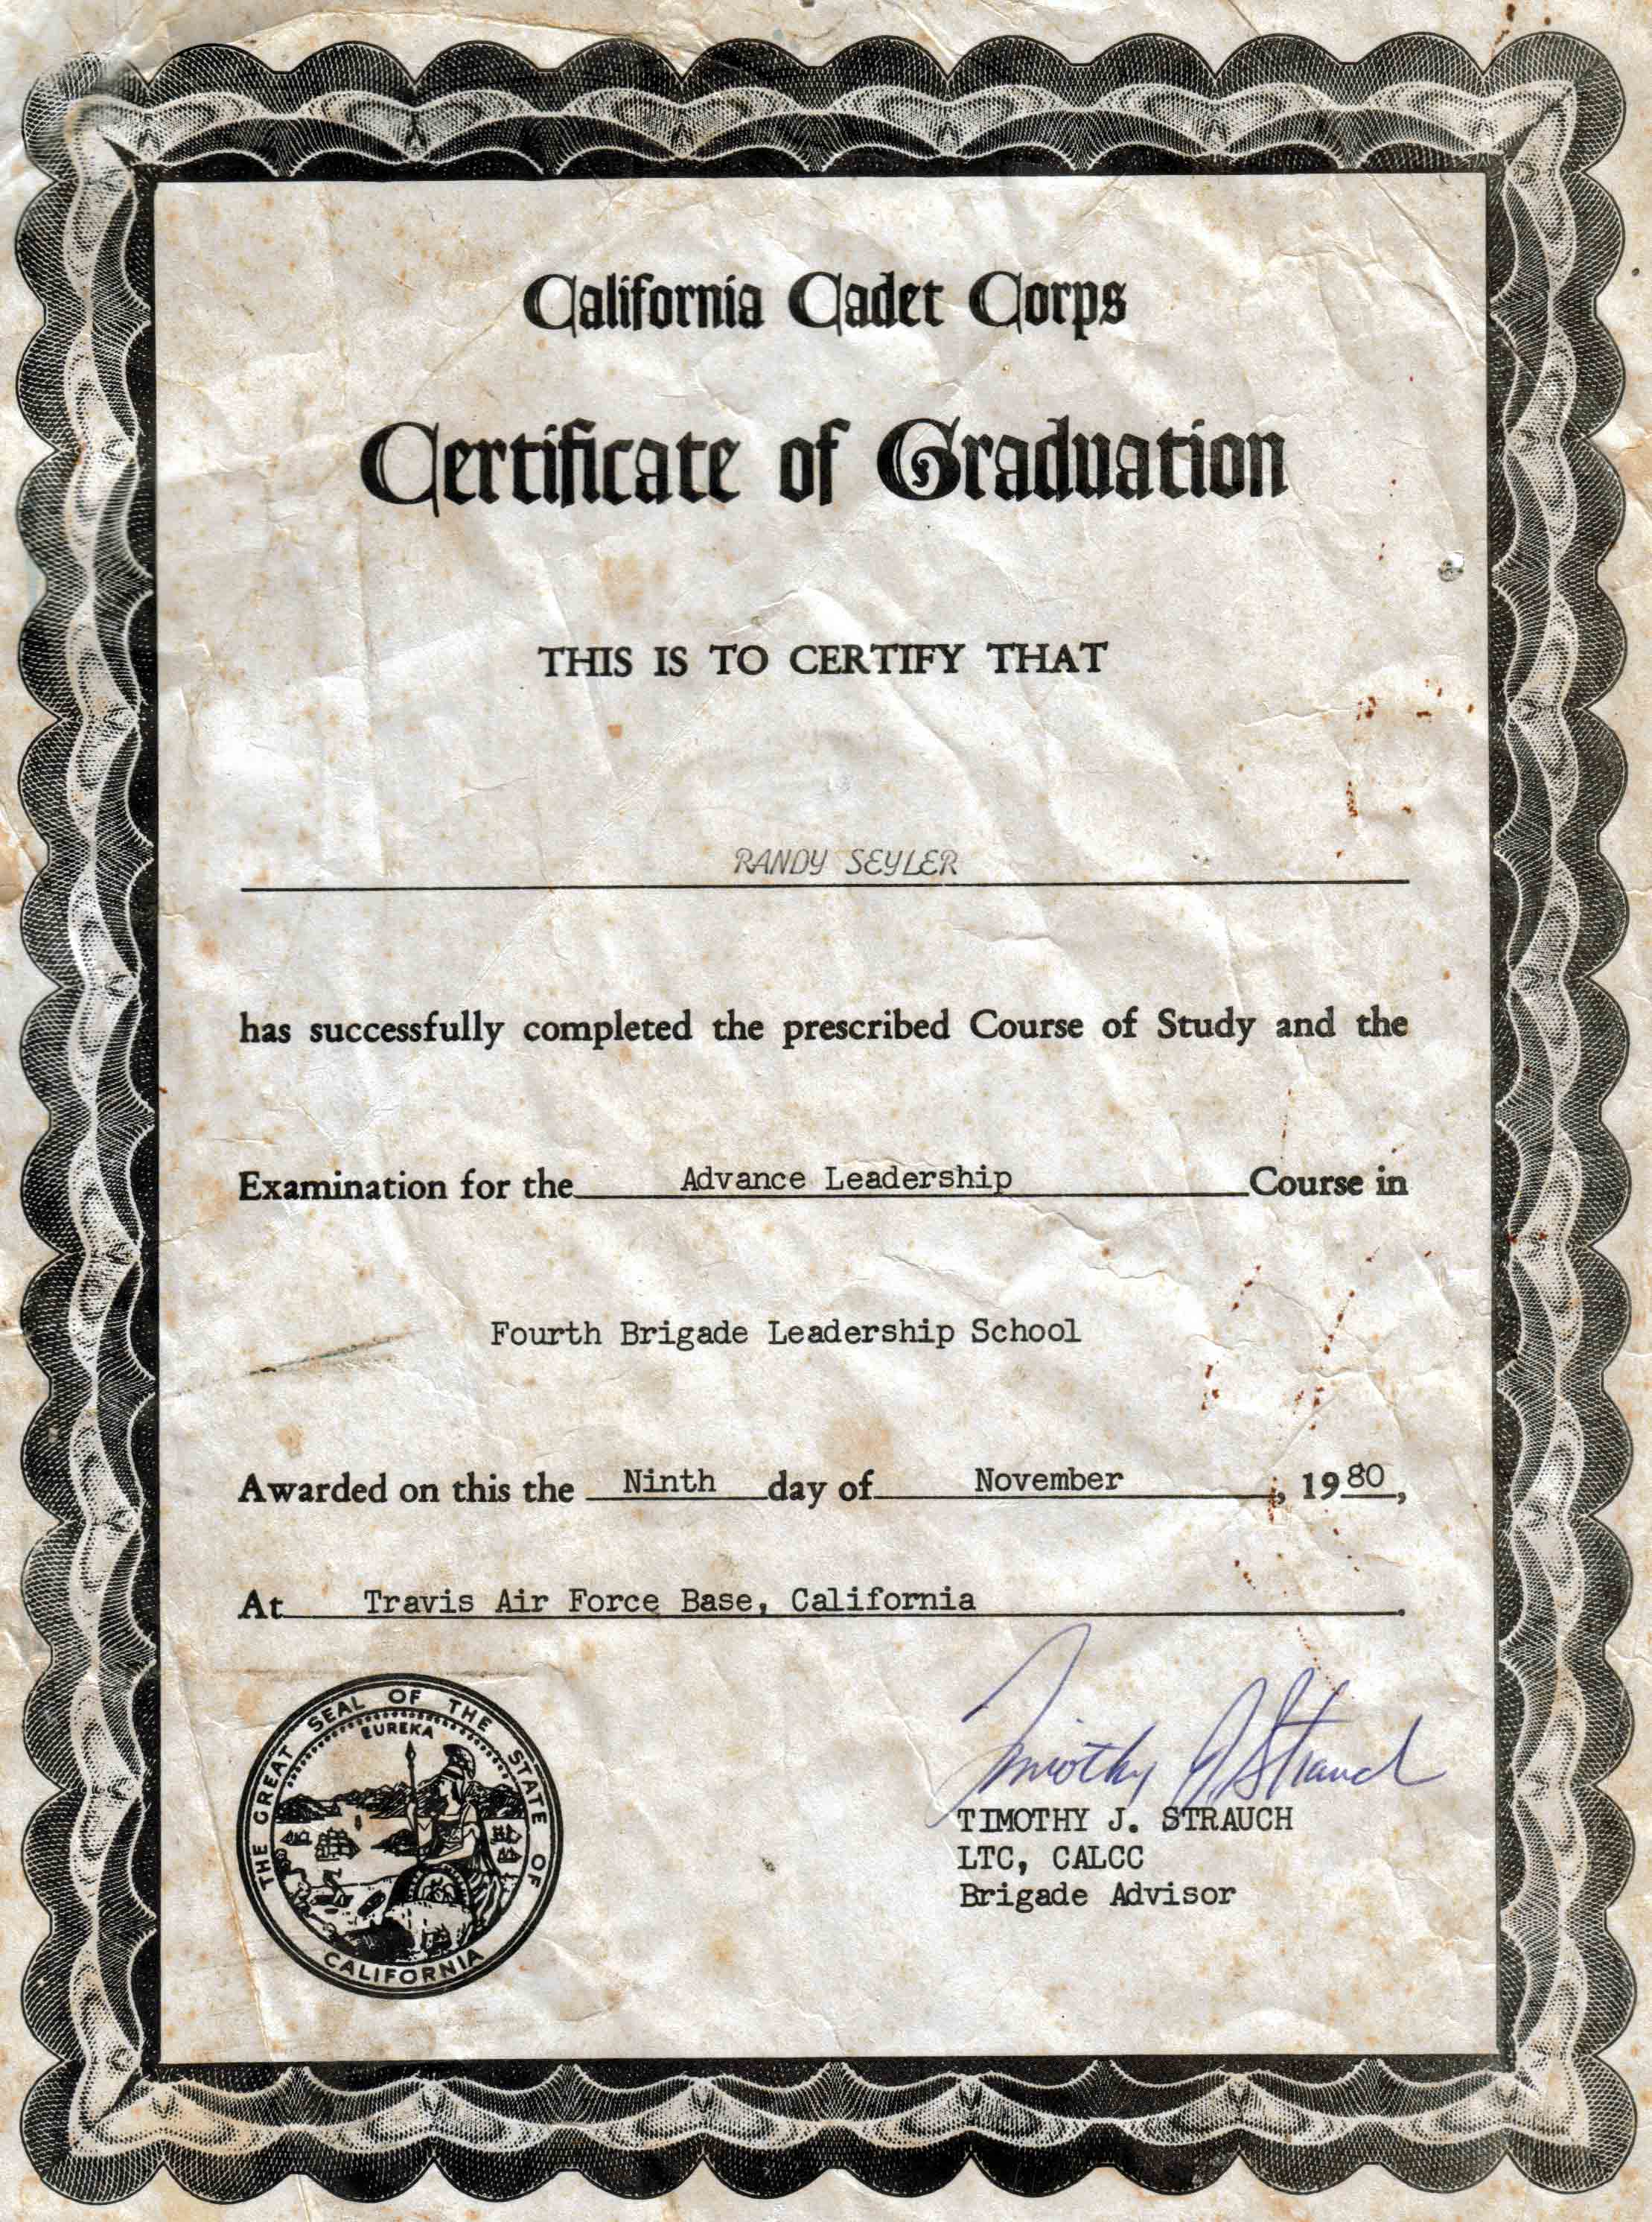 California Cadet Corps
Certificate of Graduation
THIS IS TO CERTIFY THAT
RANDY SEYLER
has successfully completed the prescribed Course of Study and the
Examination for the Advance Leadership Course in
Fourth Brigade Leadership School
Awarded on this the Ninth day of November, 1980,
At Travis Air Force Base, California.
THE GREAT SEAL OF THE STATE OF CALIFORNIA
EUREKA
Timothy J. Strauch
TIMOTHY J. STRAUCH
LTC, CALCC
Brigade Advisor